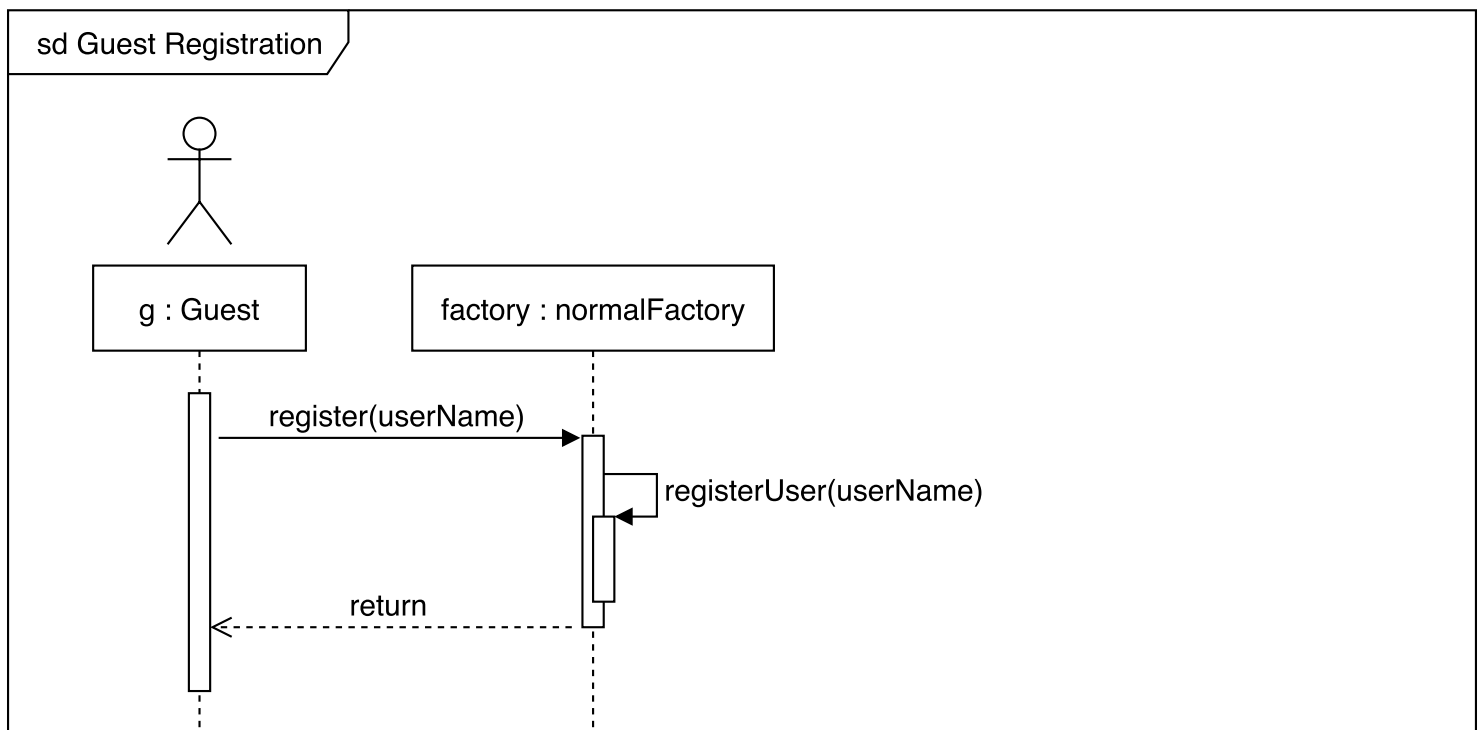 sd Guest Registration
g : Guest
factory : normalFactory
register(userName)
registerUser(userName)
return